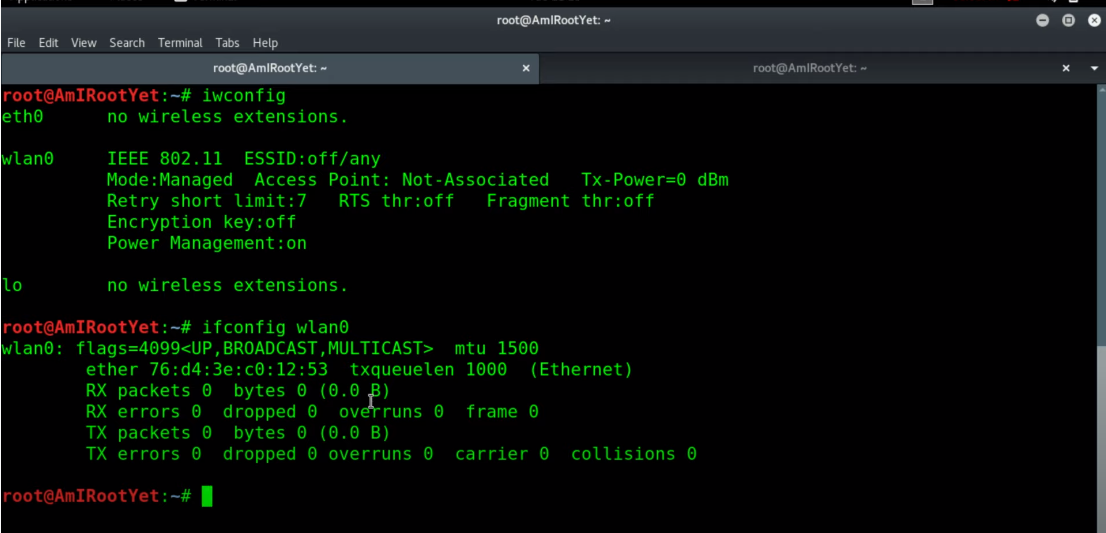 root@AmIRootYet: ~
File Edit View Search Terminal Tabs Help
root@AmIRootYet: ~ × root@AmIRootYet: ~ ×
root@AmIRootYet:~# iwconfig
eth0      no wireless extensions.
wlan0     IEEE 802.11  ESSID:off/any
          Mode:Managed  Access Point: Not-Associated   Tx-Power=0 dBm
          Retry short limit:7   RTS thr:off   Fragment thr:off
          Encryption key:off
          Power Management:on
lo        no wireless extensions.
root@AmIRootYet:~# ifconfig wlan0
wlan0: flags=4099<UP,BROADCAST,MULTICAST>  mtu 1500
        ether 76:d4:3e:c0:12:53  txqueuelen 1000  (Ethernet)
        RX packets 0  bytes 0 (0.0 B)
        RX errors 0  dropped 0  overruns 0  frame 0
        TX packets 0  bytes 0 (0.0 B)
        TX errors 0  dropped 0 overruns 0  carrier 0  collisions 0
root@AmIRootYet:~#